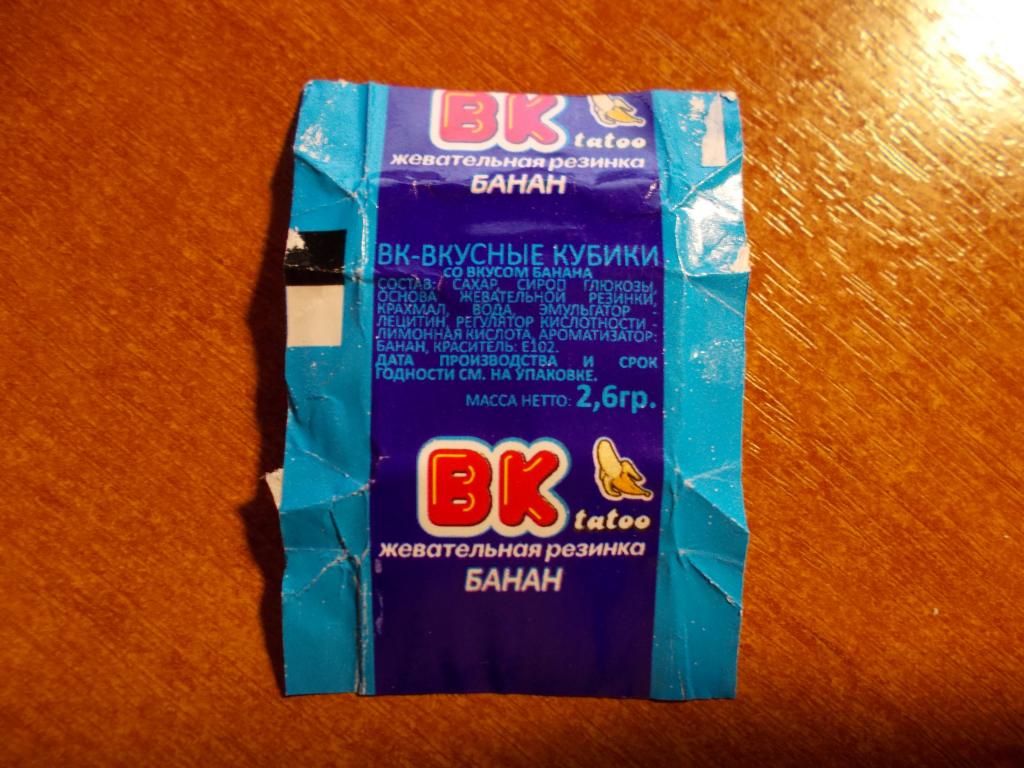 ВК
tatoo
жевательная резинка
БАНАН
ВК-ВКУСНЫЕ КУБИКИ
СО ВКУСОМ БАНАНА
СОСТАВ: САХАР, СИРОП ГЛЮКОЗЫ,
ОСНОВА ЖЕВАТЕЛЬНОЙ РЕЗИНКИ,
КРАХМАЛ, ВОДА, ЭМУЛЬГАТОР -
ЛЕЦИТИН, РЕГУЛЯТОР КИСЛОТНОСТИ -
ЛИМОННАЯ КИСЛОТА, АРОМАТИЗАТОР:
БАНАН, КРАСИТЕЛЬ: Е102.
ДАТА ПРОИЗВОДСТВА И СРОК
ГОДНОСТИ СМ. НА УПАКОВКЕ.
МАССА НЕТТО: 2,6гр.
ВК
tatoo
жевательная резинка
БАНАН